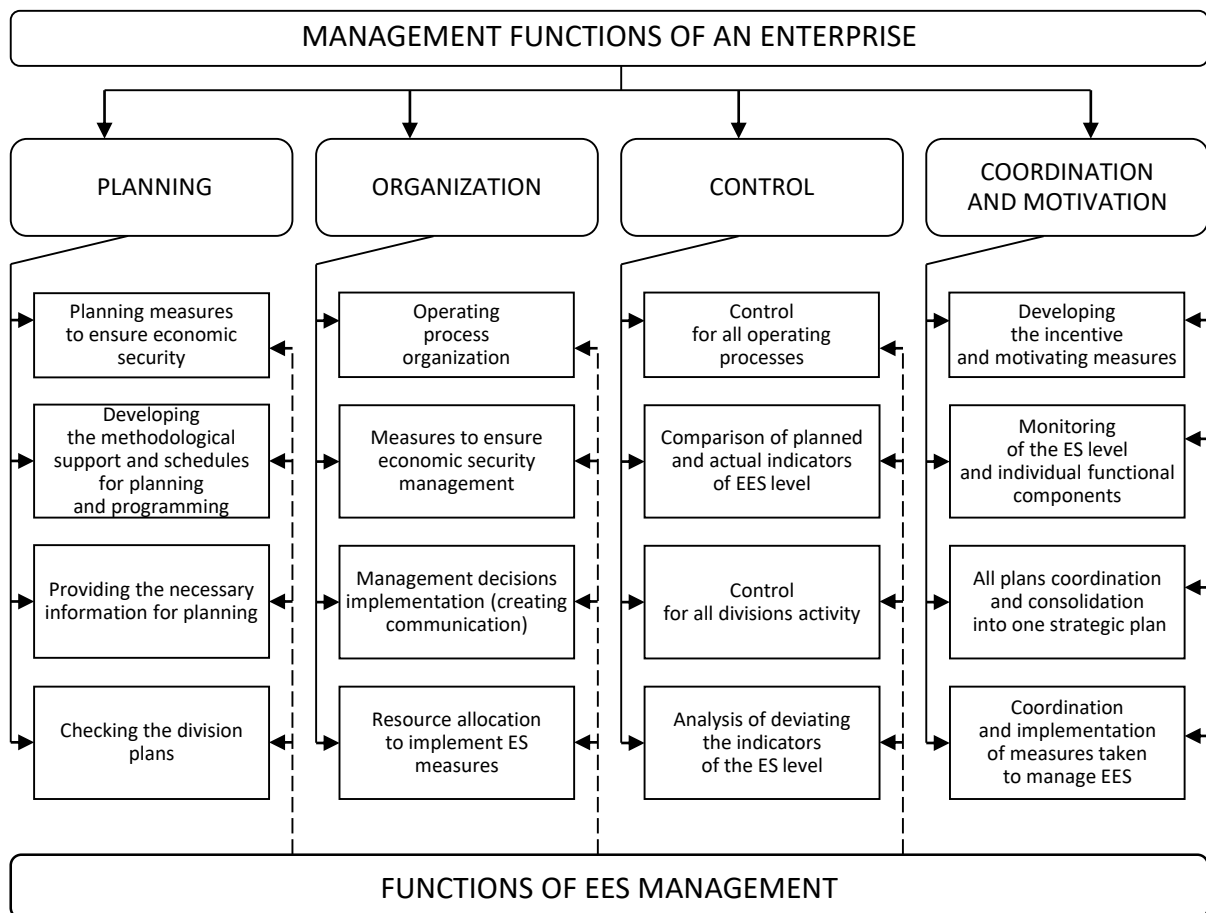 MANAGEMENT FUNCTIONS OF AN ENTERPRISE
PLANNING
ORGANIZATION
CONTROL
COORDINATION
AND MOTIVATION
Planning measures
to ensure economic
security
Developing
the methodological
support and schedules
for planning
and programming
Providing the necessary
information for planning
Checking the division
plans
Operating
process
organization
Measures to ensure
economic security
management
Management decisions
implementation (creating
communication)
Resource allocation
to implement ES
measures
Control
for all operating
processes
Comparison of planned
and actual indicators
of EES level
Control
for all divisions activity
Analysis of deviating
the indicators
of the ES level
Developing
the incentive
and motivating measures
Monitoring
of the ES level
and individual functional
components
All plans coordination
and consolidation
into one strategic plan
Coordination
and implementation
of measures taken
to manage EES
FUNCTIONS OF EES MANAGEMENT